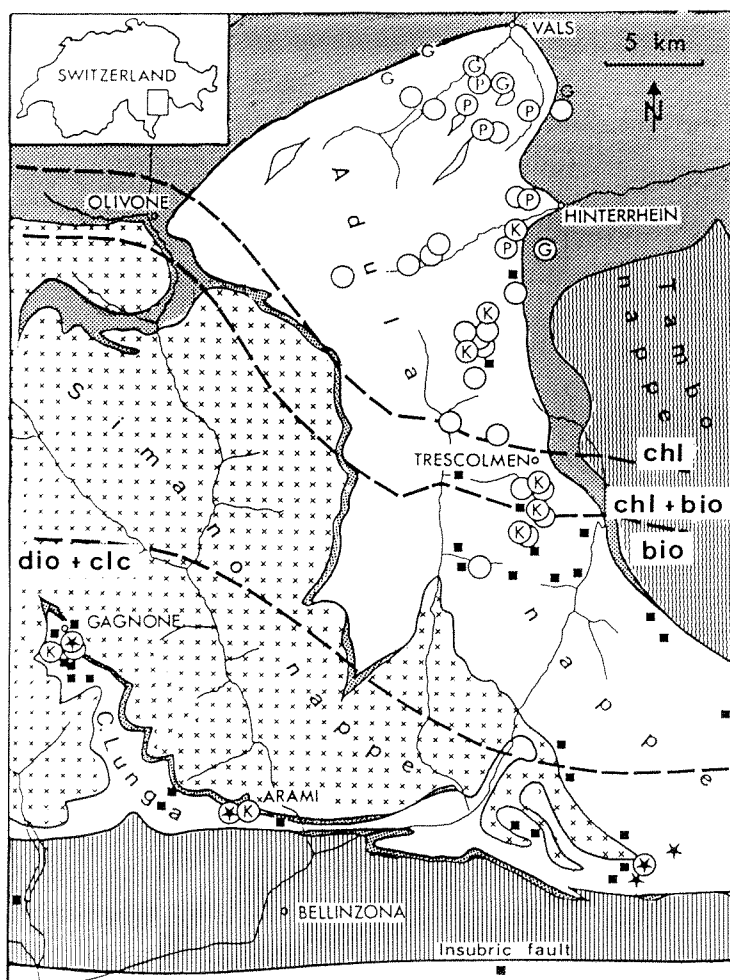 SWITZERLAND
VALS
5 km
N
G
G
G
P
G
G
P
P
P
OLIVONE
Adula
P
HINTERRHEIN
K
P
G
K
K
Tambo
nappe
Simano
chl
TRESCOLMEN
K
chl + bio
K
K
bio
dio + clc
GAGNONE
K
nappe
nappe
C. Lunga
ARAMI
K
BELLINZONA
Insubric fault